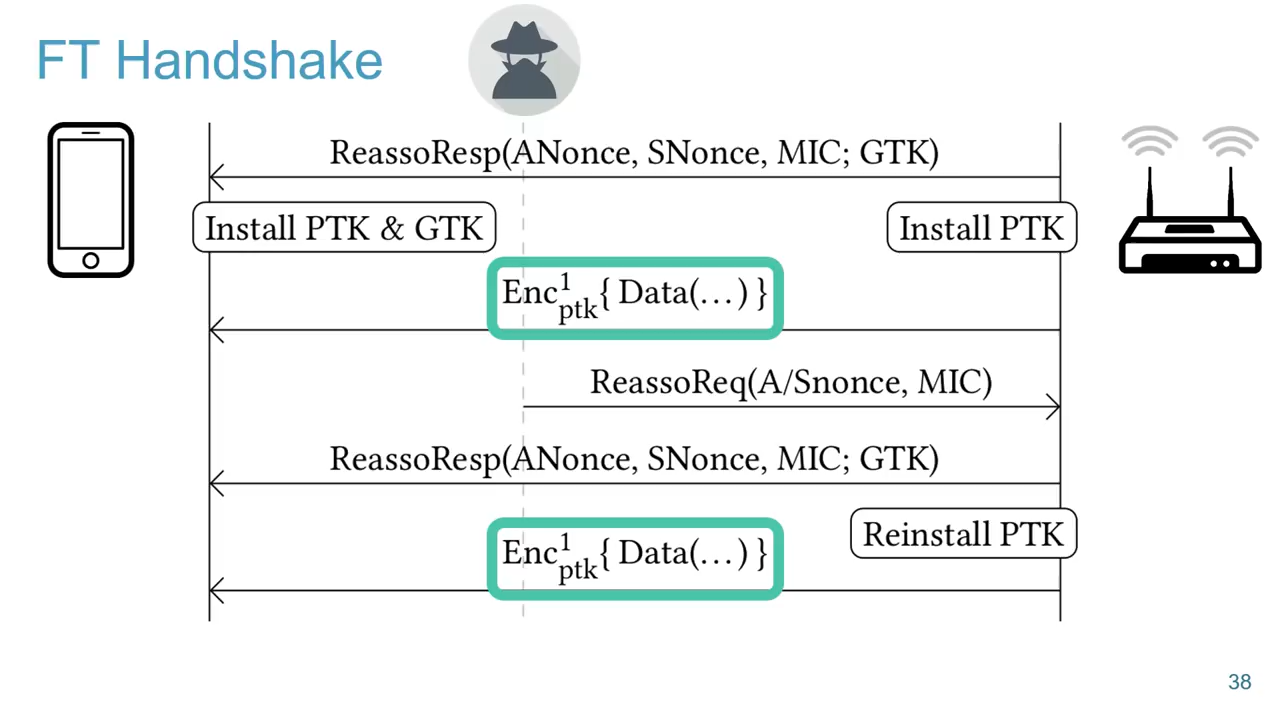 FT Handshake
ReassoResp(ANonce, SNonce, MIC; GTK)
Install PTK & GTK
Install PTK
Enc¹ₚₜₖ{ Data(…) }
ReassoReq(A/Snonce, MIC)
ReassoResp(ANonce, SNonce, MIC; GTK)
Reinstall PTK
Enc¹ₚₜₖ{ Data(…) }
38